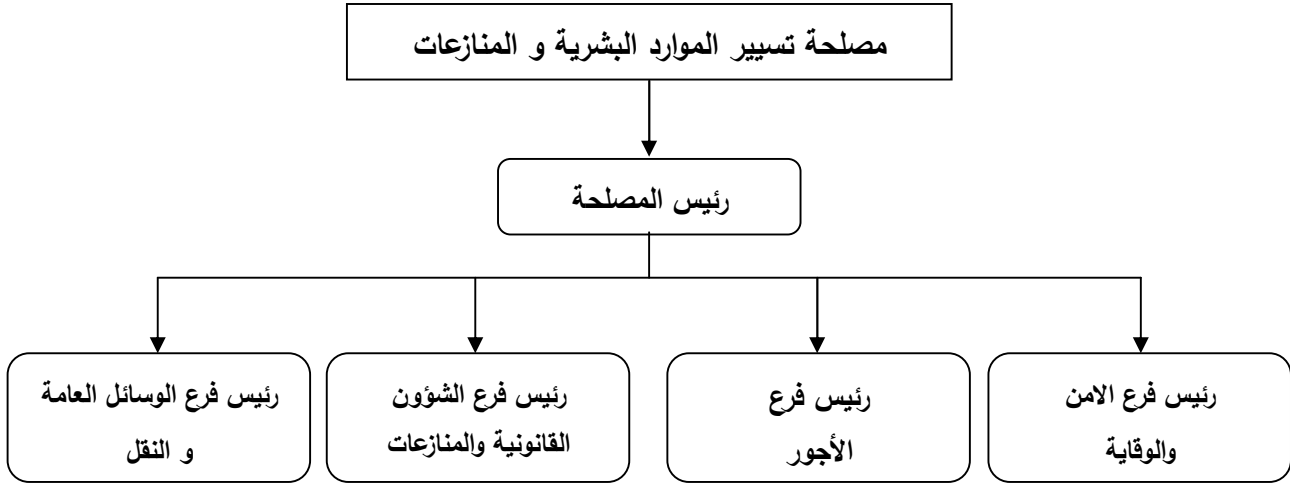 مصلحة تسيير الموارد البشرية و المنازعات
رئيس المصلحة
رئيس فرع الامن
والوقاية
رئيس فرع
الأجور
رئيس فرع الشؤون
القانونية والمنازعات
رئيس فرع الوسائل العامة
و النقل